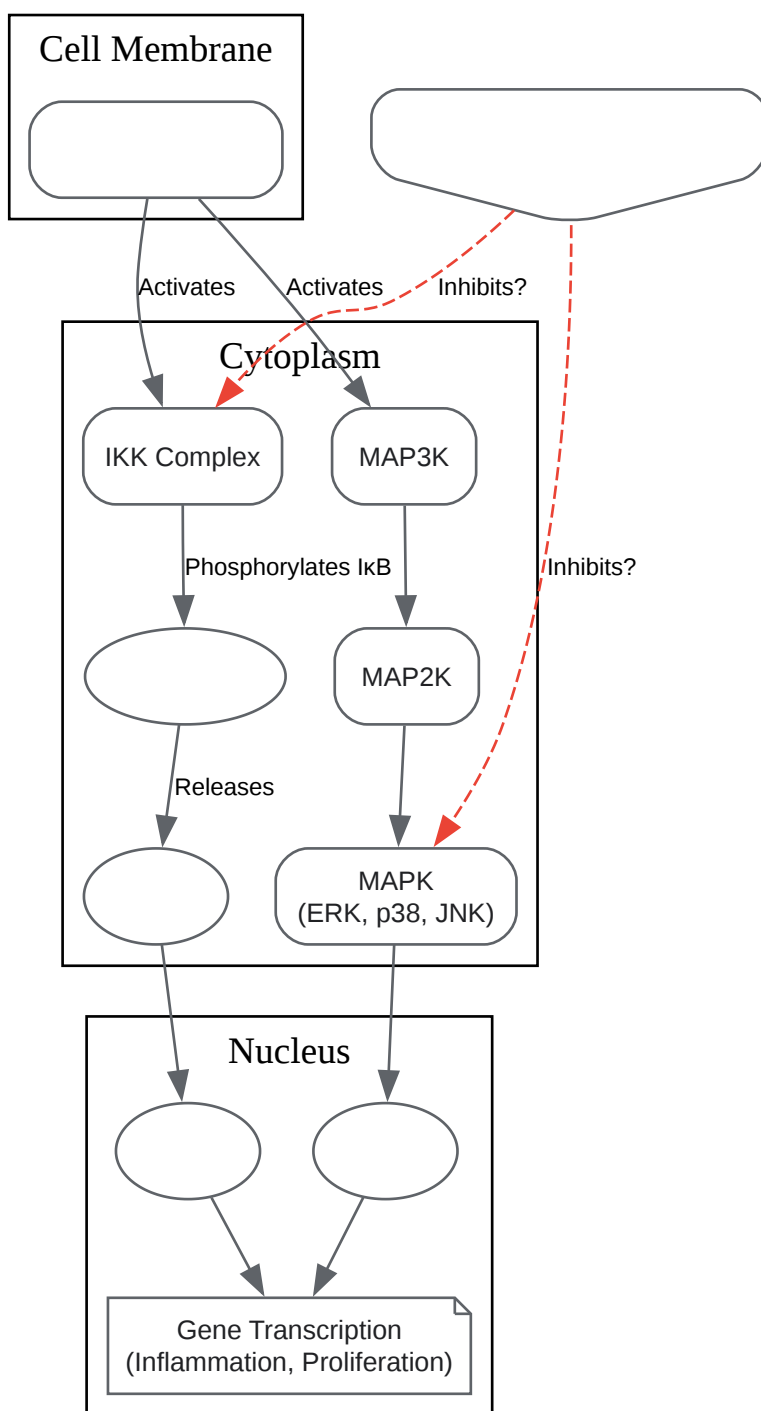 Cell Membrane
Activates
Activates
Inhibits?
Cytoplasm
IKK Complex
MAP3K
Phosphorylates IκB
Inhibits?
MAP2K
Releases
MAPK
(ERK, p38, JNK)
Nucleus
Gene Transcription
(Inflammation, Proliferation)